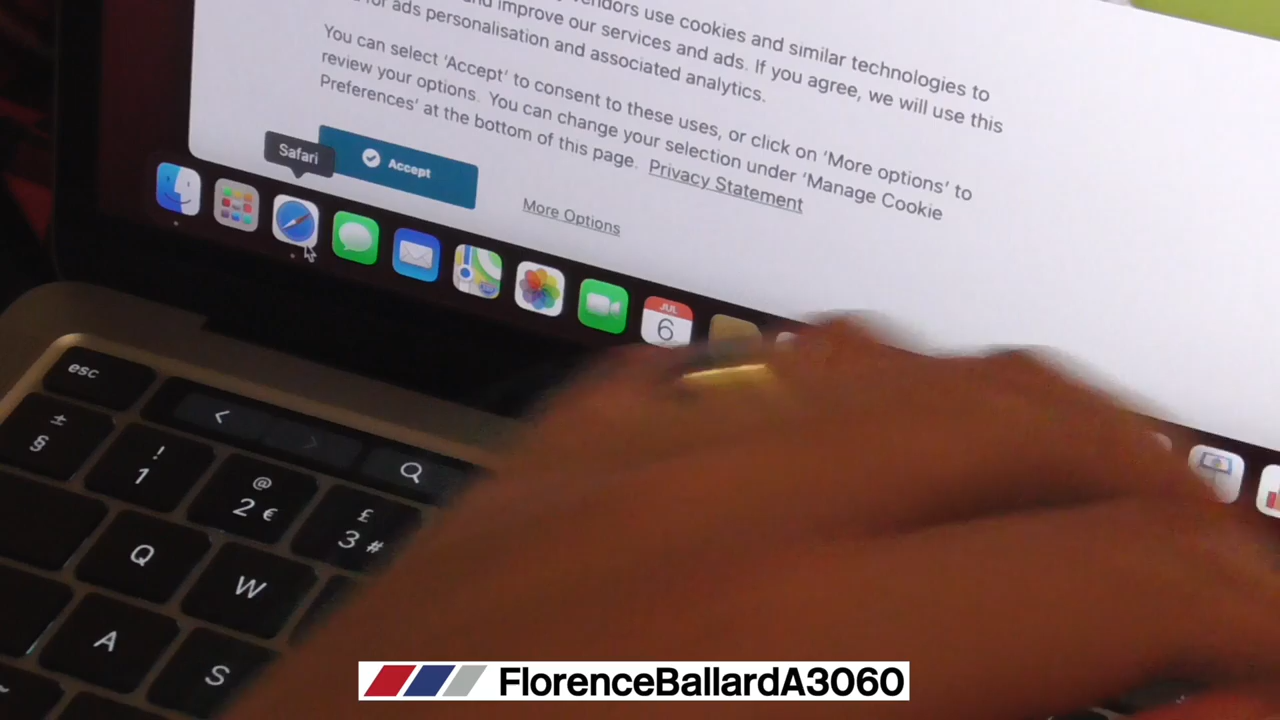 vendors use cookies and similar technologies to
and improve our services and ads. If you agree, we will use this
for ads personalisation and associated analytics.
You can select 'Accept' to consent to these uses, or click on 'More options' to
review your options. You can change your selection under 'Manage Cookie
Preferences' at the bottom of this page. Privacy Statement
Safari
Accept
More Options
JUL
6
esc
<
>
± §
! 1
@ 2 €
£ 3 #
Q
W
A
S
~
FlorenceBallardA3060